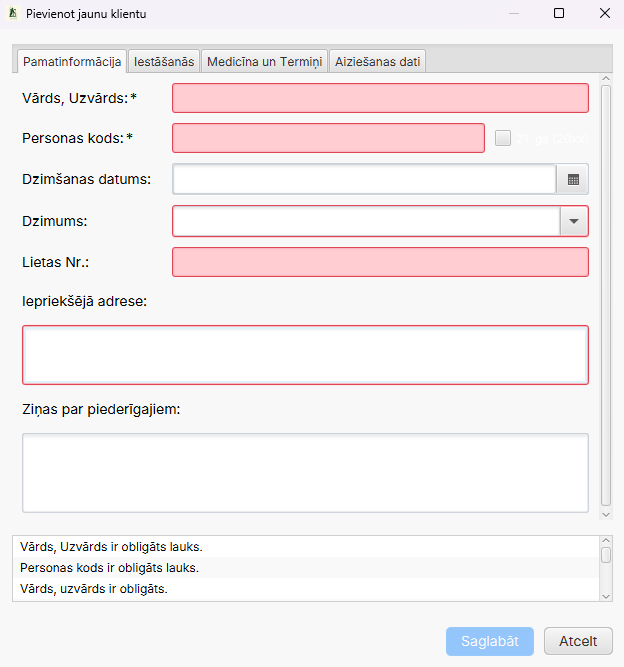 Pievienot jaunu klientu
Pamatinformācija Iestāšanās Medicīna un Termiņi Aiziešanas dati
Vārds, Uzvārds:*
Personas kods:*
Dzimšanas datums:
Dzimums:
Lietas Nr.:
Iepriekšējā adrese:
Ziņas par piederīgajiem:
Vārds, Uzvārds ir obligāts lauks.
Personas kods ir obligāts lauks.
Vārds, uzvārds ir obligāts.
Saglabāt Atcelt